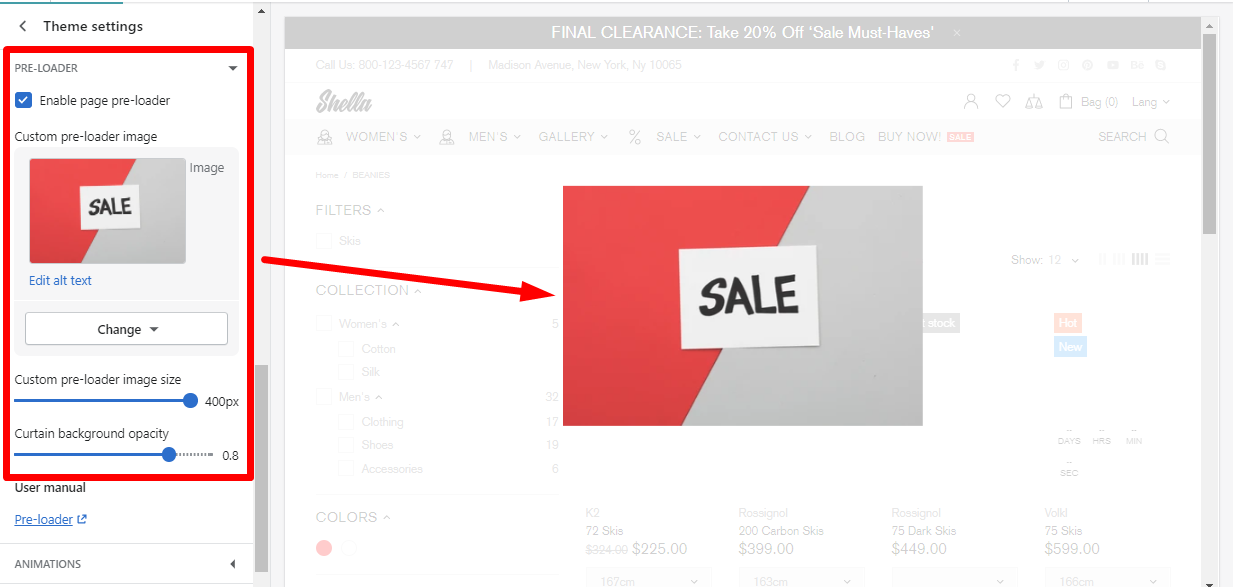 Theme settings
PRE-LOADER
Enable page pre-loader
Custom pre-loader image
SALE
Image
Edit alt text
Change
Custom pre-loader image size
400px
Curtain background opacity
0.8
User manual
Pre-loader
ANIMATIONS
FINAL CLEARANCE: Take 20% Off 'Sale Must-Haves' ×
Call Us: 800-123-4567 747 | Madison Avenue, New York, Ny 10065
Shella
Bag (0) Lang
WOMEN'S MEN'S GALLERY % SALE CONTACT US BLOG BUY NOW! SALE SEARCH
Home / BEANIES
FILTERS
Skis
Show: 12
COLLECTION
Women's 5
Cotton
Silk
Men's 32
Clothing 17
Shoes 19
Accessories 6
COLORS
SALE
stock
Hot
New
DAYS HRS MIN
SEC
K2 Rossignol Rossignol Volkl
72 Skis 200 Carbon Skis 75 Dark Skis 75 Skis
$324.00 $225.00 $399.00 $449.00 $599.00
167cm 163cm 166cm